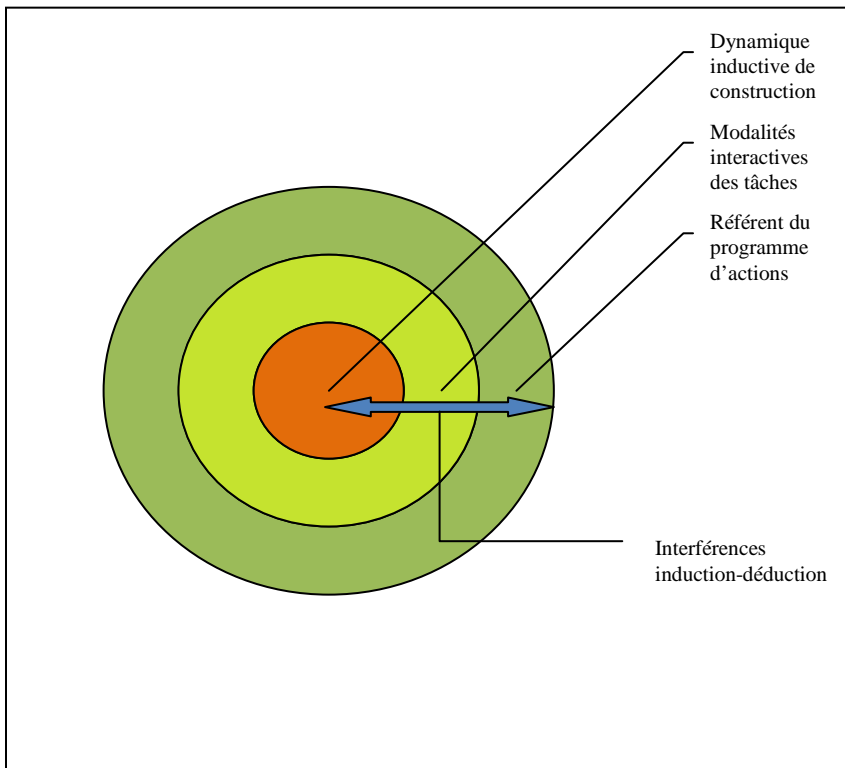 Dynamique
inductive de
construction
Modalités
interactives
des tâches
Référent du
programme
d’actions
Interférences
induction-déduction